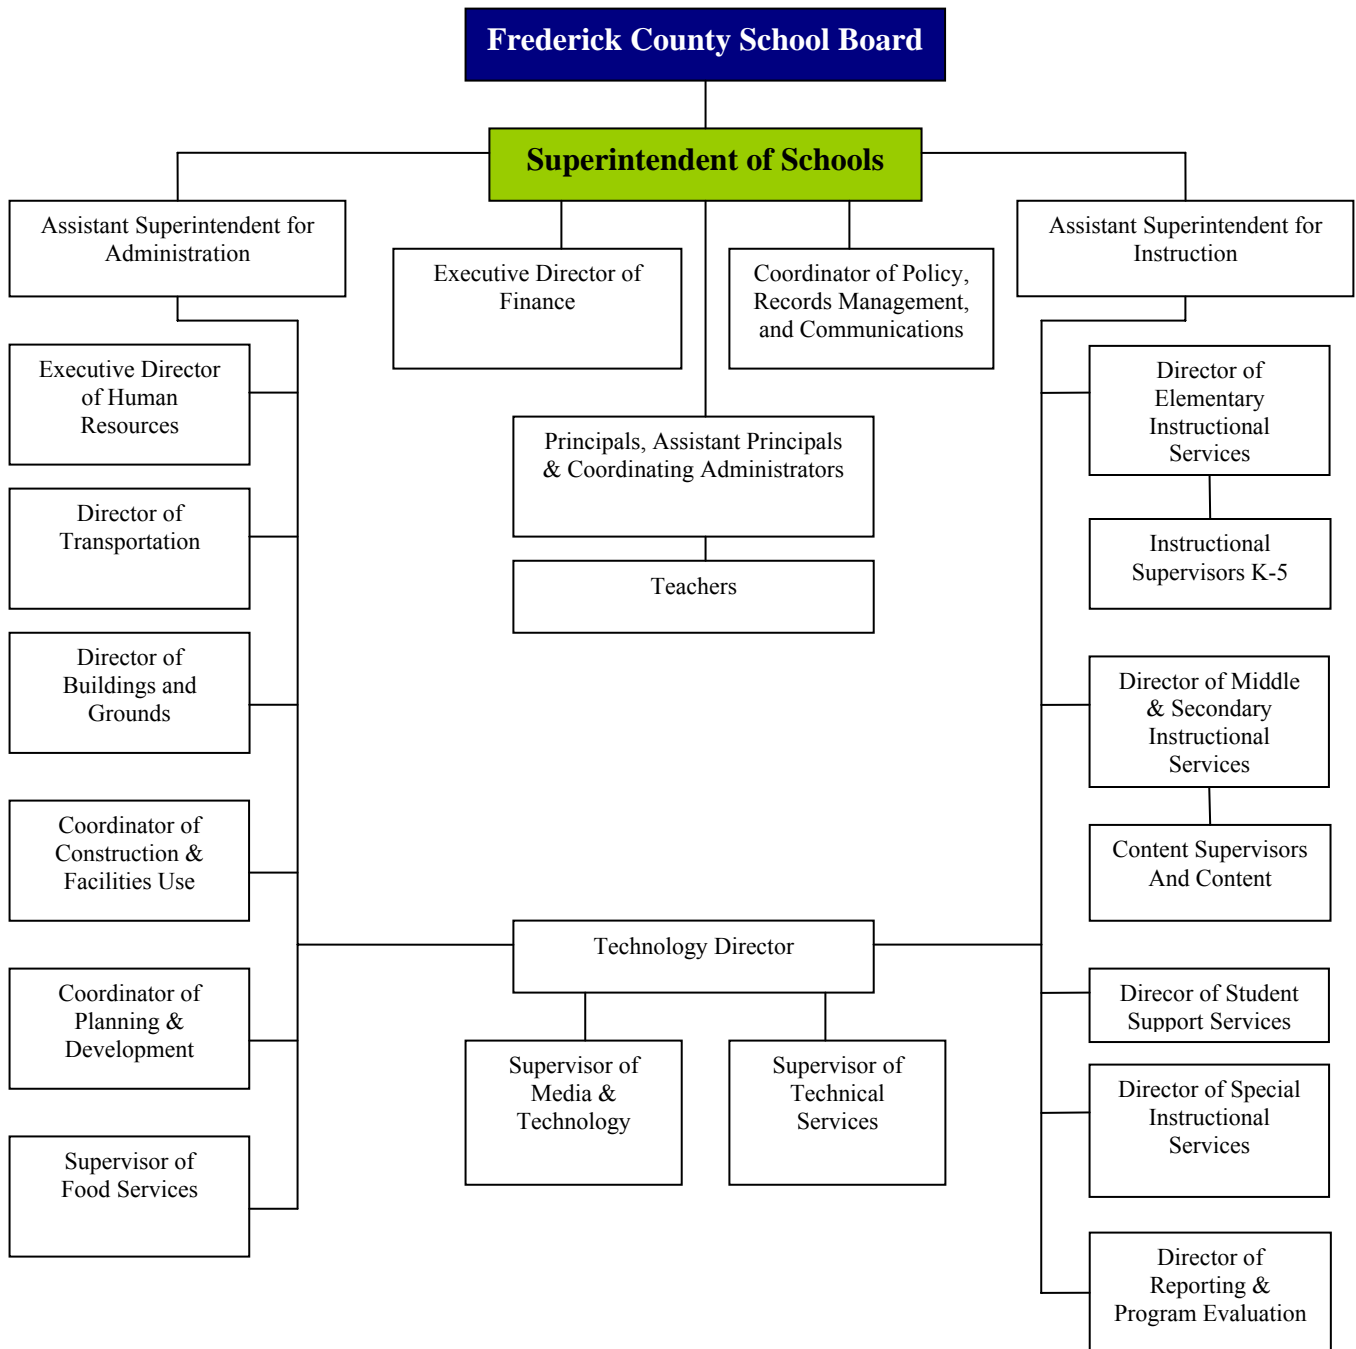 Frederick County School Board
Superintendent of Schools
Assistant Superintendent for
Administration
Executive Director of
Finance
Coordinator of Policy,
Records Management,
and Communications
Assistant Superintendent for
Instruction
Executive Director
of Human
Resources
Director of
Transportation
Director of
Buildings and
Grounds
Coordinator of
Construction &
Facilities Use
Coordinator of
Planning &
Development
Supervisor of
Food Services
Principals, Assistant Principals
& Coordinating Administrators
Teachers
Technology Director
Supervisor of
Media &
Technology
Supervisor of
Technical
Services
Director of
Elementary
Instructional
Services
Instructional
Supervisors K-5
Director of Middle
& Secondary
Instructional
Services
Content Supervisors
And Content
Direcor of Student
Support Services
Director of Special
Instructional
Services
Director of
Reporting &
Program Evaluation